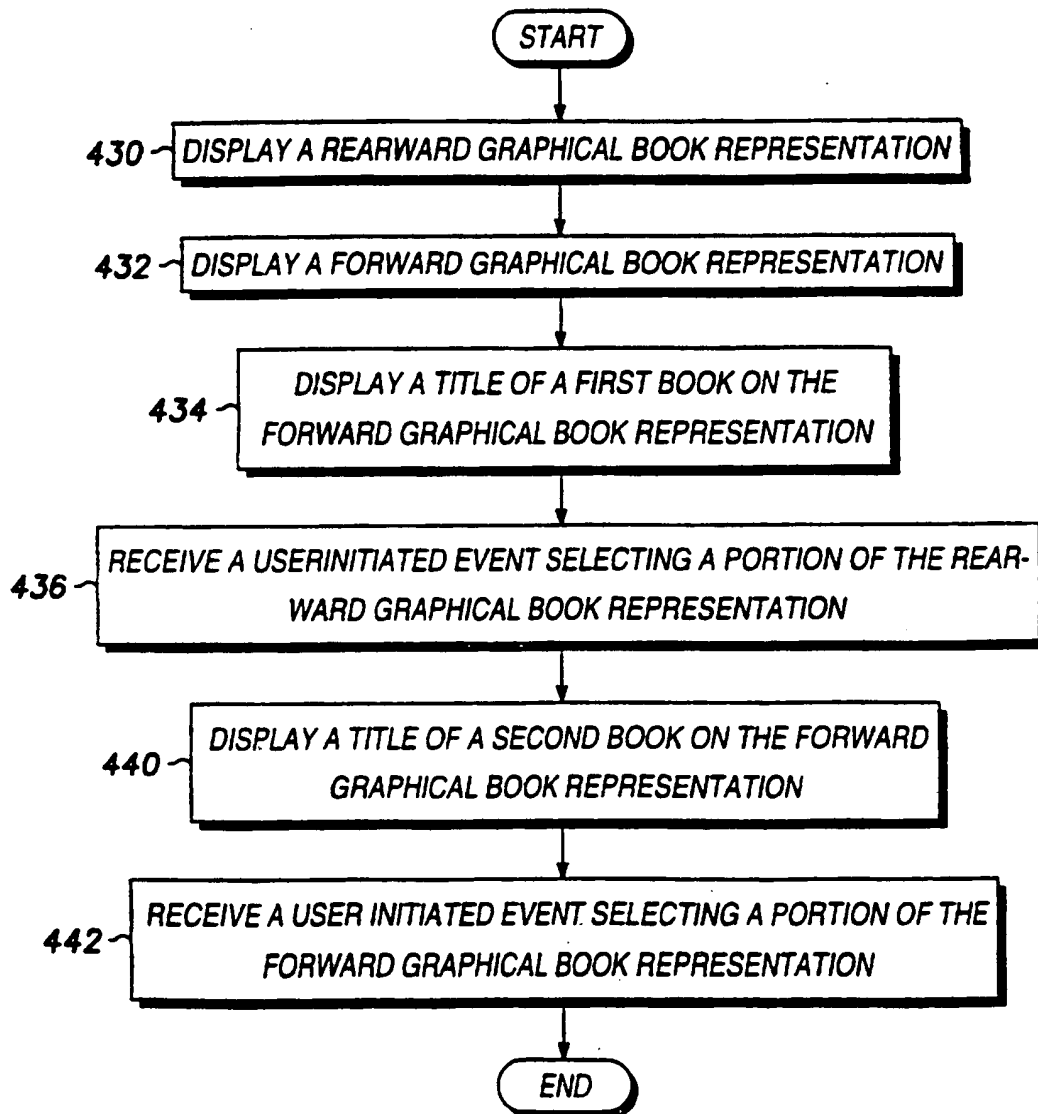 START
430 DISPLAY A REARWARD GRAPHICAL BOOK REPRESENTATION
432 DISPLAY A FORWARD GRAPHICAL BOOK REPRESENTATION
DISPLAY A TITLE OF A FIRST BOOK ON THE
434 FORWARD GRAPHICAL BOOK REPRESENTATION
RECEIVE A USERINITIATED EVENT SELECTING A PORTION OF THE REAR-
436 WARD GRAPHICAL BOOK REPRESENTATION
DISPLAY A TITLE OF A SECOND BOOK ON THE FORWARD
440 GRAPHICAL BOOK REPRESENTATION
RECEIVE A USER INITIATED EVENT SELECTING A PORTION OF THE
442 FORWARD GRAPHICAL BOOK REPRESENTATION
END